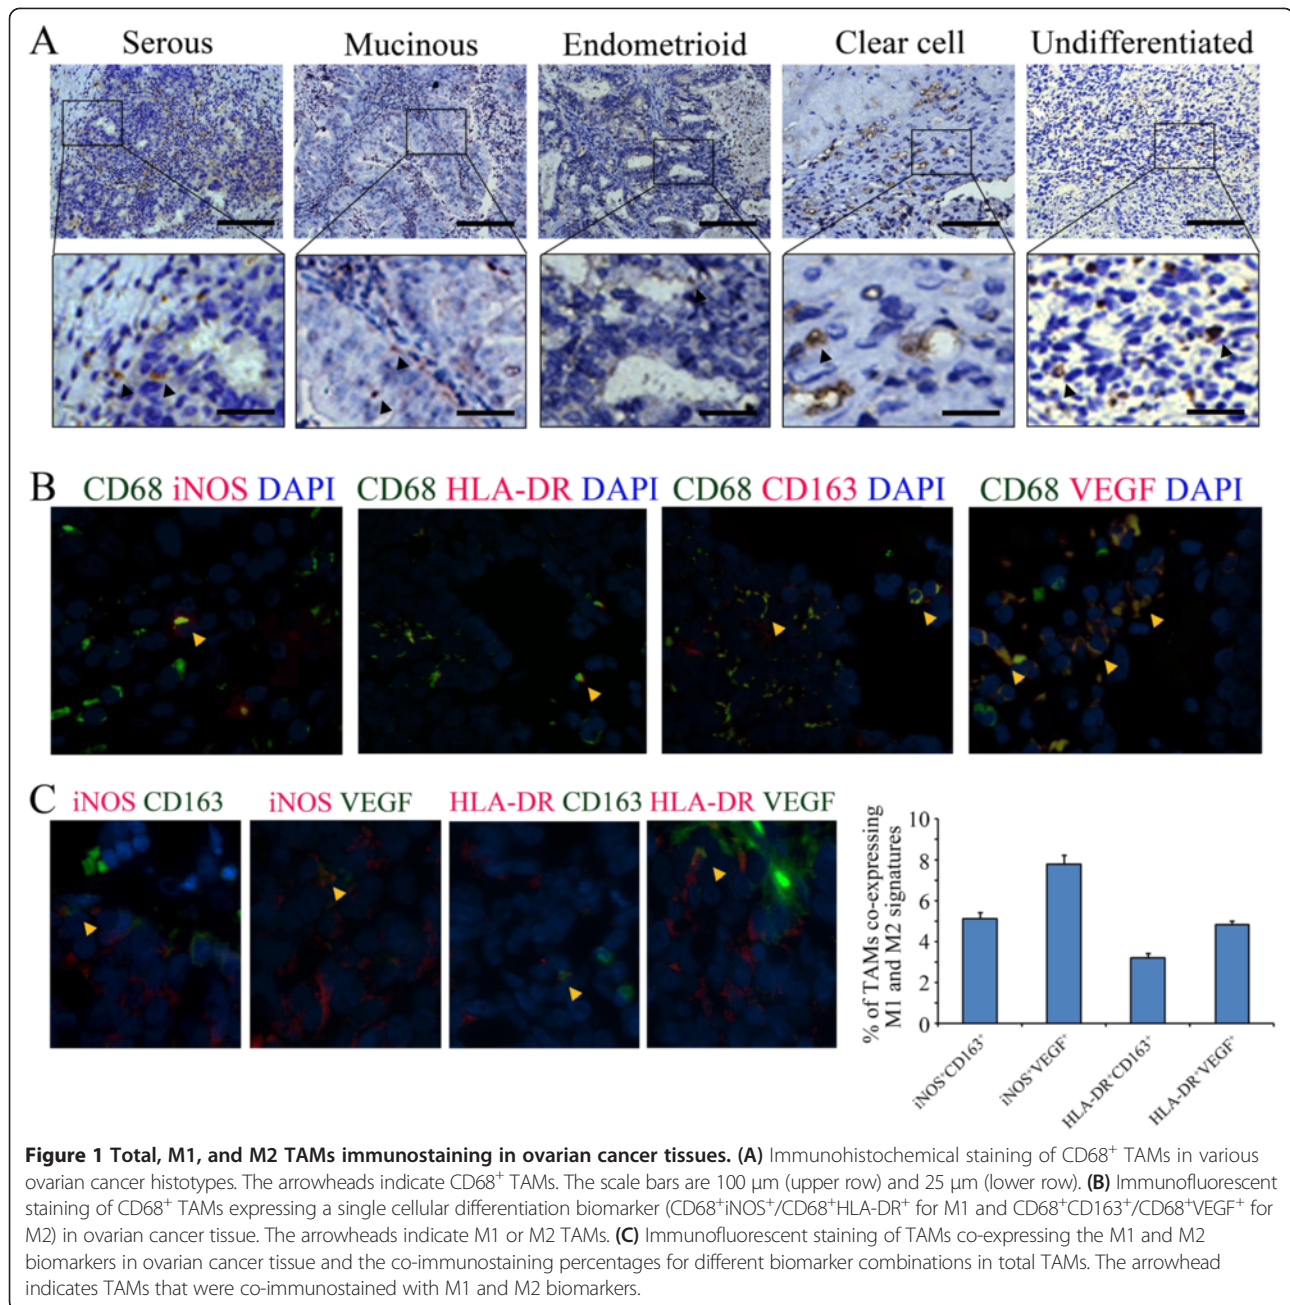 A
Serous Mucinous Endometrioid Clear cell Undifferentiated
B
CD68 iNOS DAPI CD68 HLA-DR DAPI CD68 CD163 DAPI CD68 VEGF DAPI
C
iNOS CD163 iNOS VEGF HLA-DR CD163 HLA-DR VEGF
% of TAMs co-expressing
M1 and M2 signatures
10
8
6
4
2
0
iNOS⁺CD163⁺
iNOS⁺VEGF⁺
HLA-DR⁺CD163⁺
HLA-DR⁺VEGF⁺
Figure 1 Total, M1, and M2 TAMs immunostaining in ovarian cancer tissues. (A) Immunohistochemical staining of CD68⁺ TAMs in various
ovarian cancer histotypes. The arrowheads indicate CD68⁺ TAMs. The scale bars are 100 μm (upper row) and 25 μm (lower row). (B) Immunofluorescent
staining of CD68⁺ TAMs expressing a single cellular differentiation biomarker (CD68⁺iNOS⁺/CD68⁺HLA-DR⁺ for M1 and CD68⁺CD163⁺/CD68⁺VEGF⁺ for
M2) in ovarian cancer tissue. The arrowheads indicate M1 or M2 TAMs. (C) Immunofluorescent staining of TAMs co-expressing the M1 and M2
biomarkers in ovarian cancer tissue and the co-immunostaining percentages for different biomarker combinations in total TAMs. The arrowhead
indicates TAMs that were co-immunostained with M1 and M2 biomarkers.